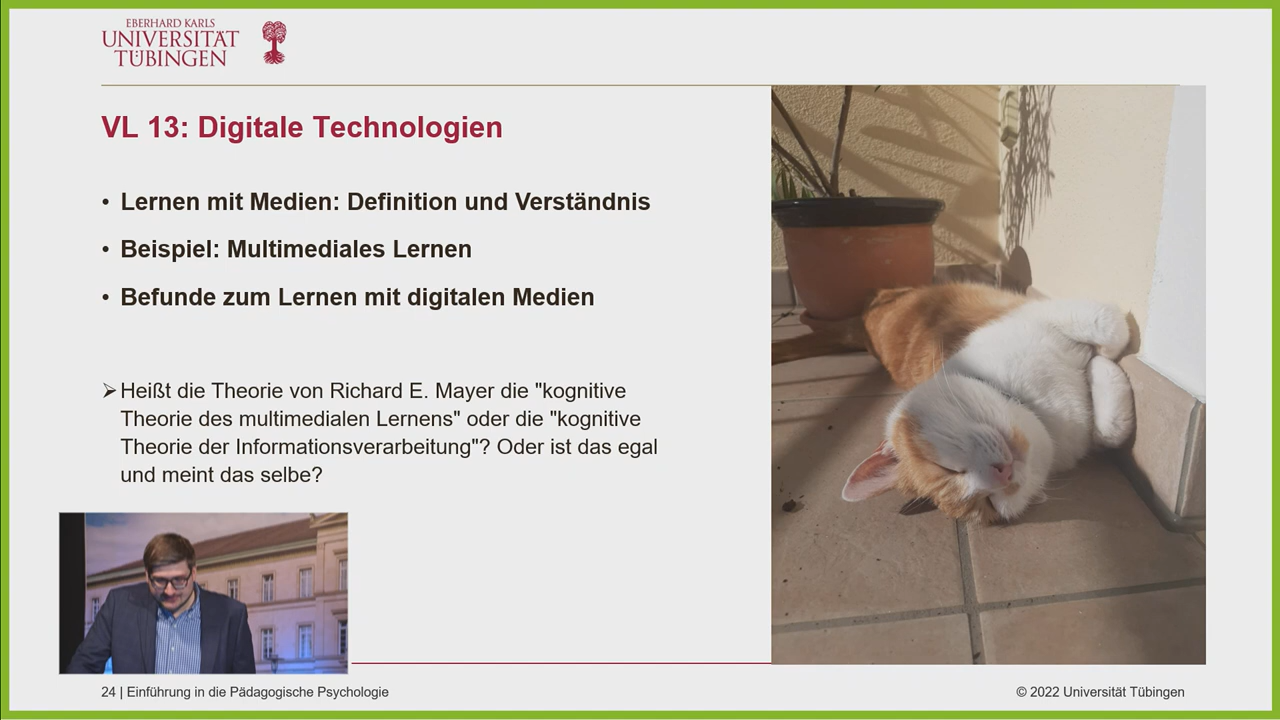 EBERHARD KARLS
UNIVERSITÄT
TÜBINGEN
VL 13: Digitale Technologien
• Lernen mit Medien: Definition und Verständnis
• Beispiel: Multimediales Lernen
• Befunde zum Lernen mit digitalen Medien
➢ Heißt die Theorie von Richard E. Mayer die "kognitive
Theorie des multimedialen Lernens" oder die "kognitive
Theorie der Informationsverarbeitung"? Oder ist das egal
und meint das selbe?
24 | Einführung in die Pädagogische Psychologie
© 2022 Universität Tübingen